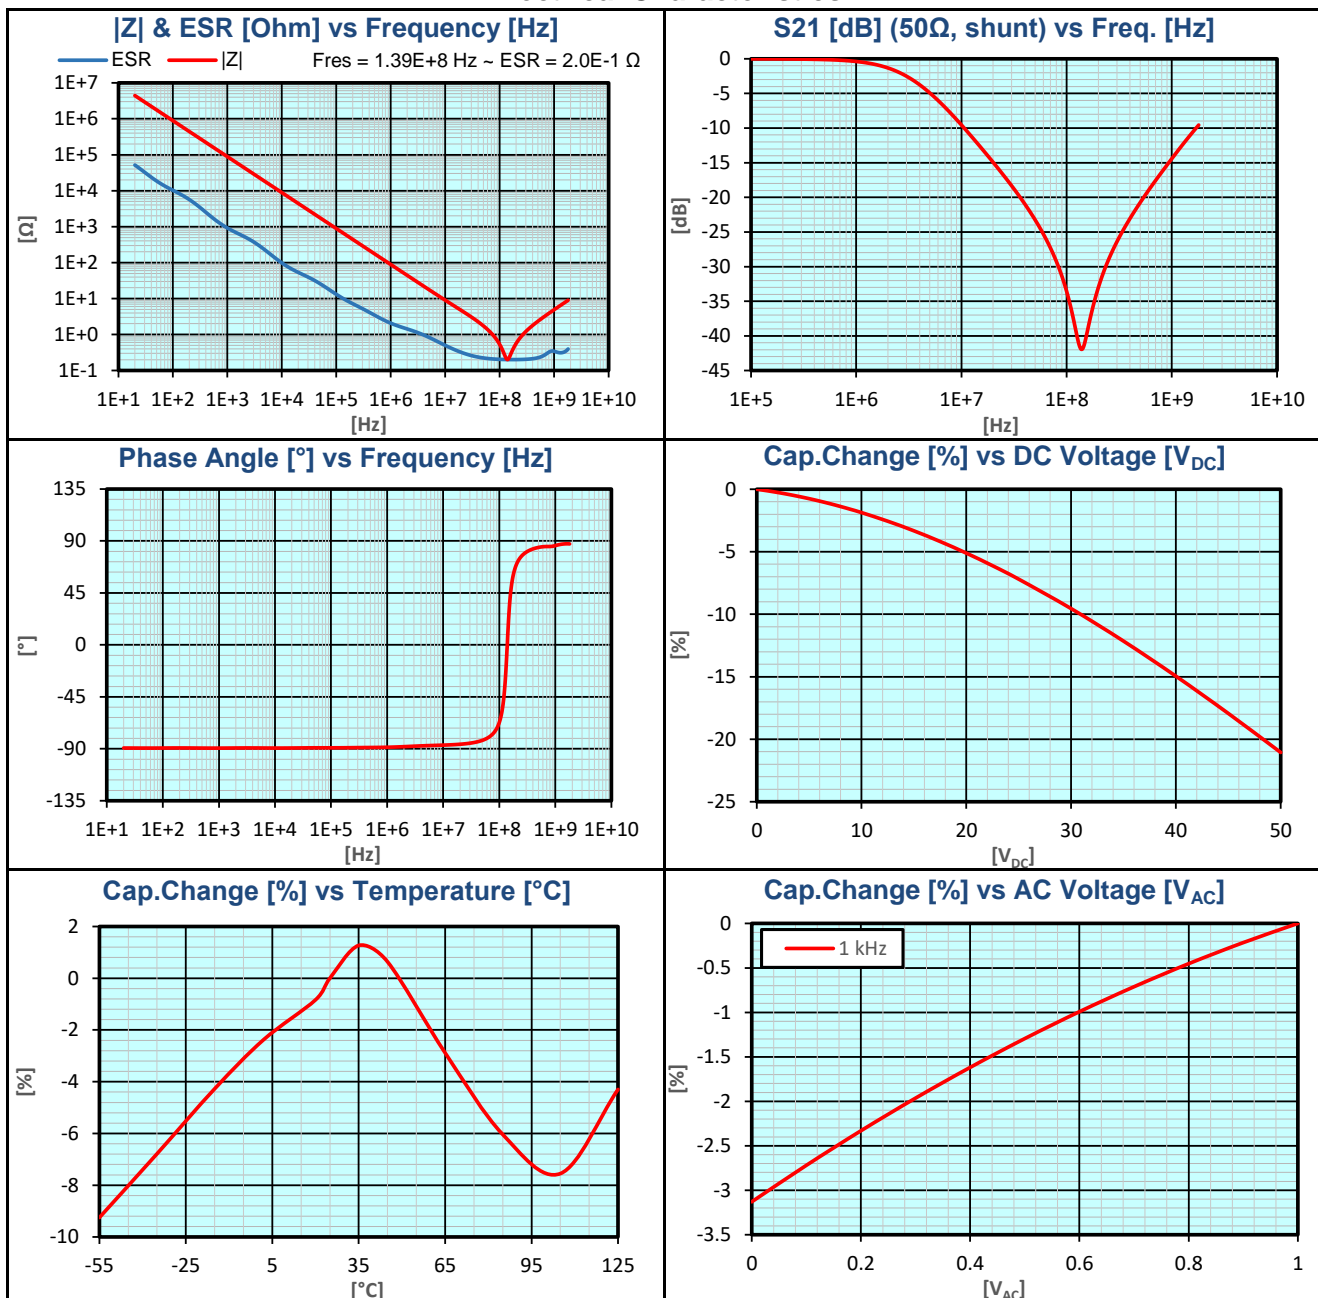 |Z| & ESR [Ohm] vs Frequency [Hz]
ESR |Z| Fres = 1.39E+8 Hz ~ ESR = 2.0E-1 Ω
1E+7
1E+6
1E+5
1E+4
1E+3
1E+2
1E+1
1E+0
1E-1
[Ω]
1E+1 1E+2 1E+3 1E+4 1E+5 1E+6 1E+7 1E+8 1E+9 1E+10
[Hz]
S21 [dB] (50Ω, shunt) vs Freq. [Hz]
0
-5
-10
-15
-20
-25
-30
-35
-40
-45
[dB]
1E+5 1E+6 1E+7 1E+8 1E+9 1E+10
[Hz]
Phase Angle [°] vs Frequency [Hz]
135
90
45
0
-45
-90
-135
[°]
1E+1 1E+2 1E+3 1E+4 1E+5 1E+6 1E+7 1E+8 1E+9 1E+10
[Hz]
Cap.Change [%] vs DC Voltage [VDC]
0
-5
-10
-15
-20
-25
[%]
0 10 20 30 40 50
[VDC]
Cap.Change [%] vs Temperature [°C]
2
0
-2
-4
-6
-8
-10
[%]
-55 -25 5 35 65 95 125
[°C]
Cap.Change [%] vs AC Voltage [VAC]
1 kHz
0
-0.5
-1
-1.5
-2
-2.5
-3
-3.5
[%]
0 0.2 0.4 0.6 0.8 1
[VAC]